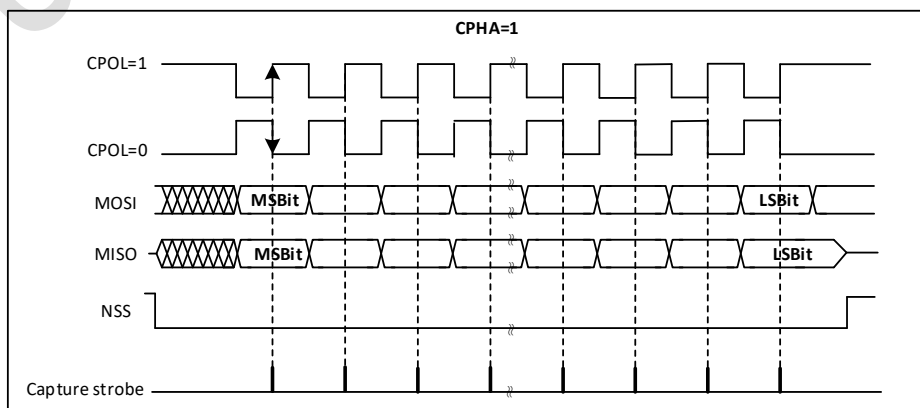 CPHA=1
CPOL=1
CPOL=0
MOSI MSBit LSBit
MISO MSBit LSBit
NSS
Capture strobe